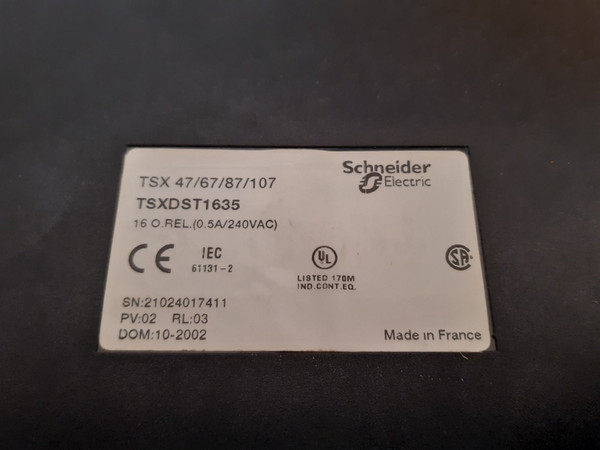 TSX 47/67/87/107
Schneider
Electric
TSXDST1635
16 O.REL.(0.5A/240VAC)
CE
IEC
61131-2
UL
LISTED 170M
IND.CONT.EQ.
SA
SN:21024017411
PV:02 RL:03
DOM:10-2002
Made in France